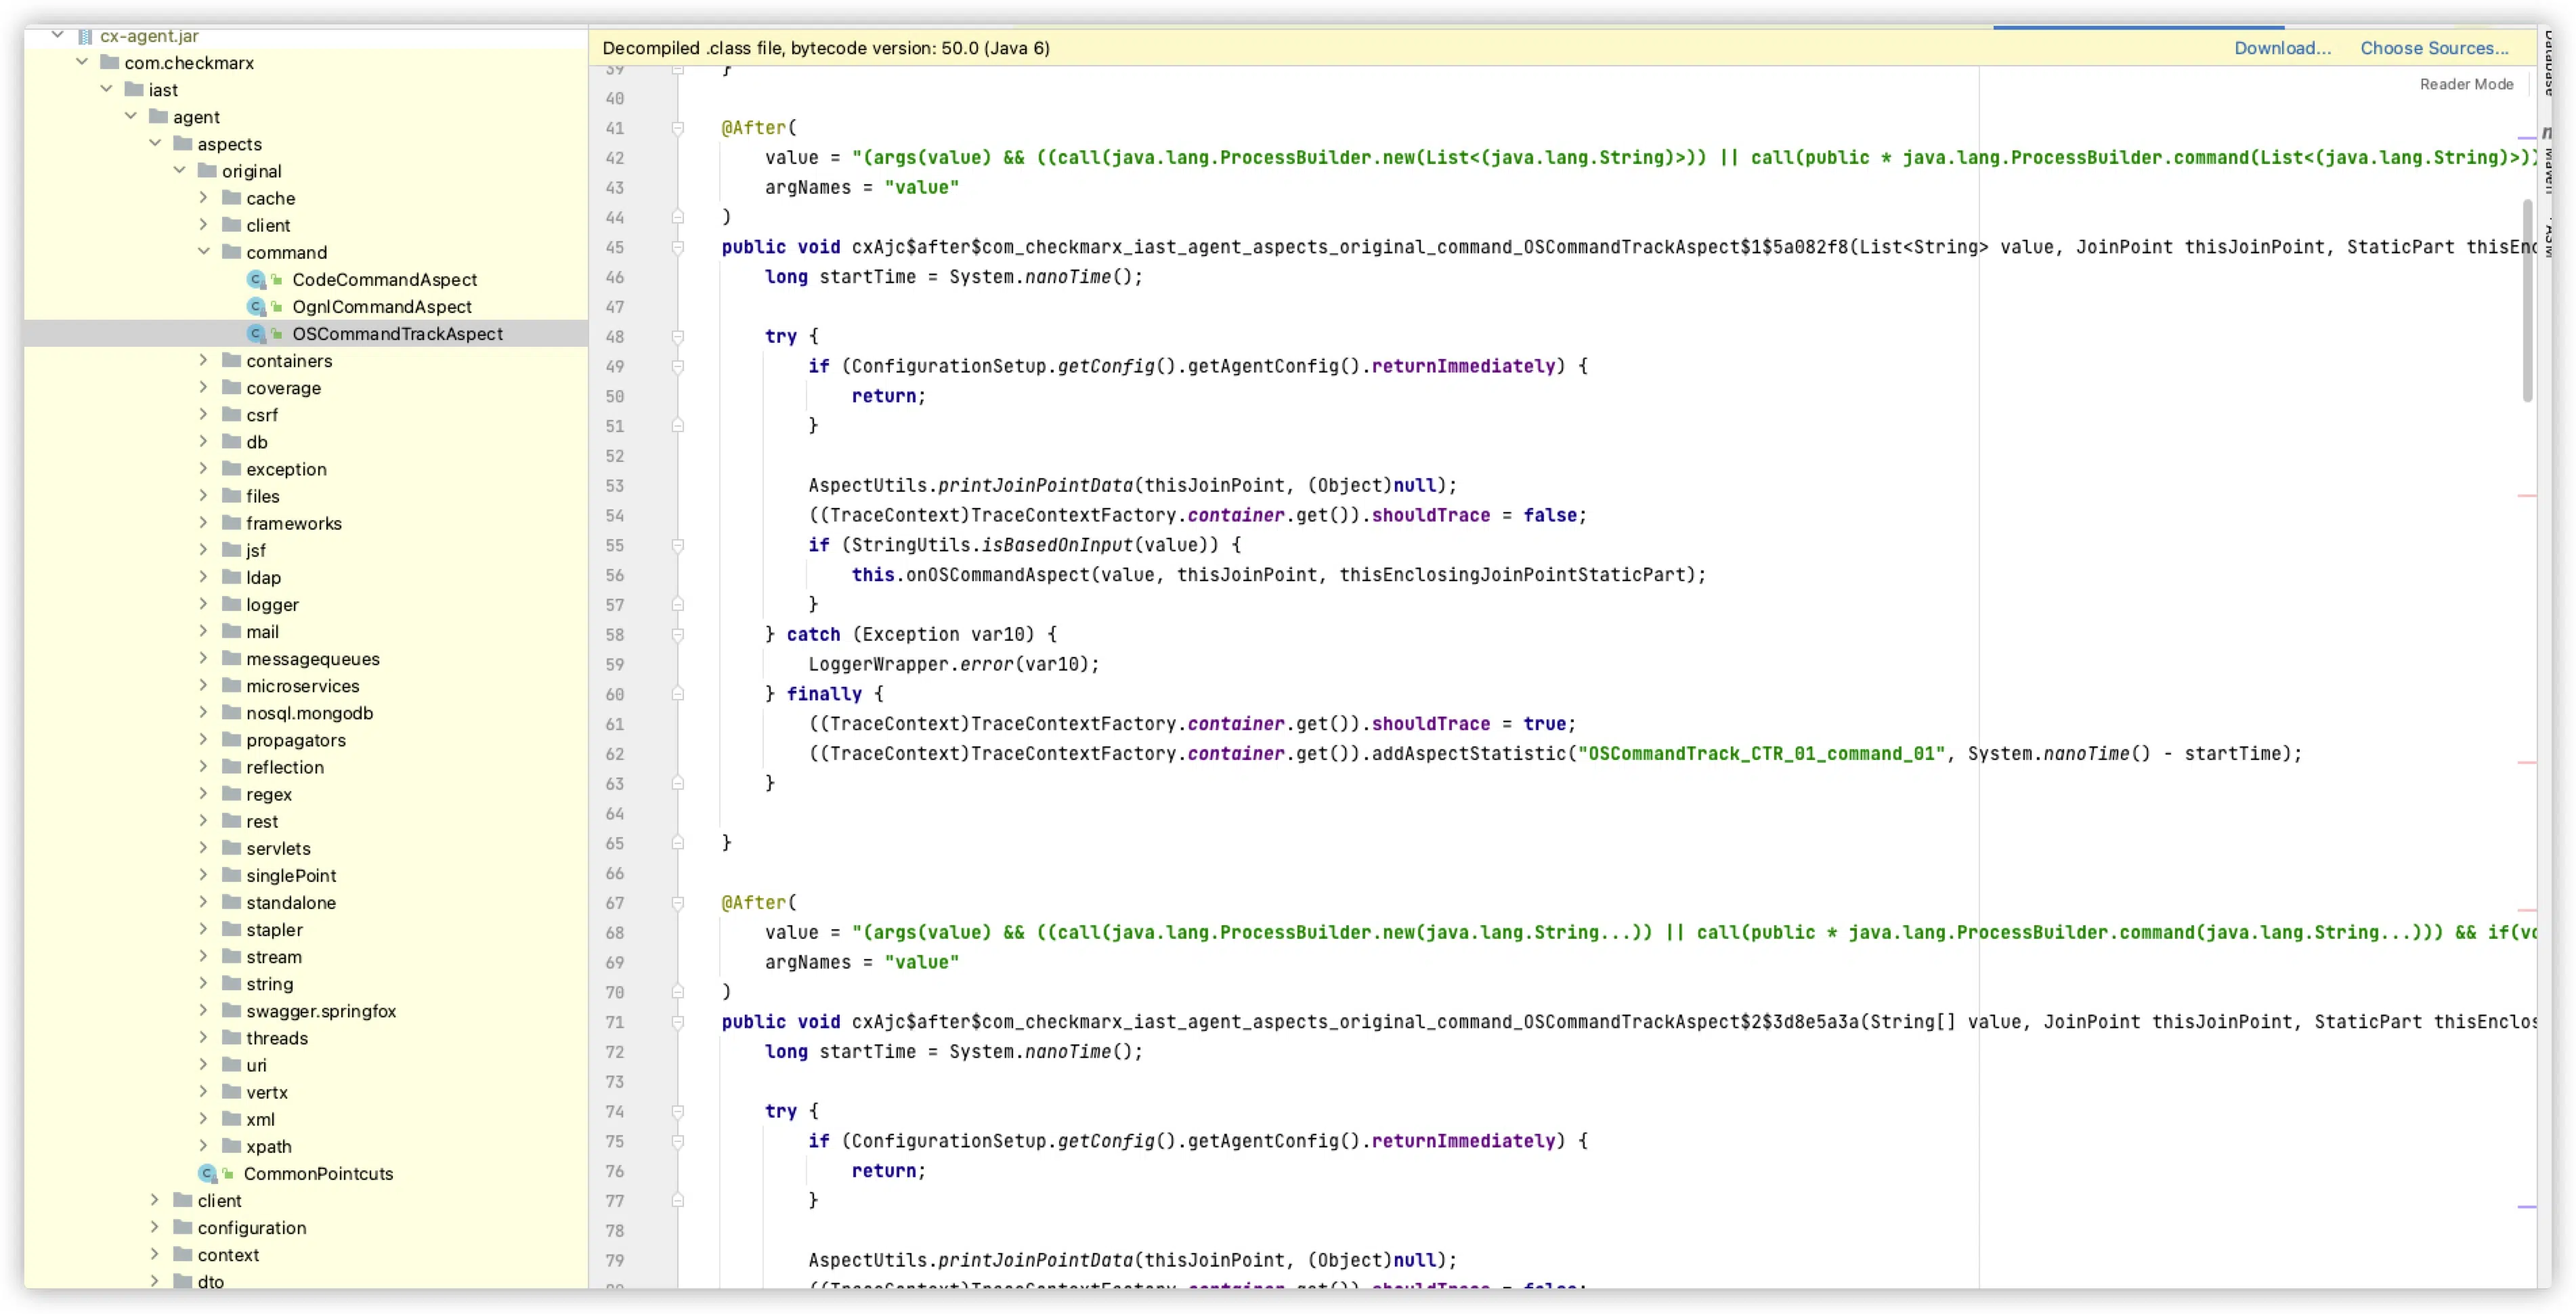 cx-agent.jar
com.checkmarx
iast
agent
aspects
original
cache
client
command
CodeCommandAspect
OgnlCommandAspect
OSCommandTrackAspect
containers
coverage
csrf
db
exception
files
frameworks
jsf
ldap
logger
mail
messagequeues
microservices
nosql.mongodb
propagators
reflection
regex
rest
servlets
singlePoint
standalone
stapler
stream
string
swagger.springfox
threads
uri
vertx
xml
xpath
CommonPointcuts
client
configuration
context
dto
Decompiled .class file, bytecode version: 50.0 (Java 6)
Download... Choose Sources...
Reader Mode
39 }
40
41 @After(
42 value = "(args(value) && ((call(java.lang.ProcessBuilder.new(List<(java.lang.String)>)) || call(public * java.lang.ProcessBuilder.command(List<(java.lang.String)>))
43 argNames = "value"
44 )
45 public void cxAjc$after$com_checkmarx_iast_agent_aspects_original_command_OSCommandTrackAspect$1$5a082f8(List<String> value, JoinPoint thisJoinPoint, StaticPart thisEnc
46 long startTime = System.nanoTime();
47
48 try {
49 if (ConfigurationSetup.getConfig().getAgentConfig().returnImmediately) {
50 return;
51 }
52
53 AspectUtils.printJoinPointData(thisJoinPoint, (Object)null);
54 ((TraceContext)TraceContextFactory.container.get()).shouldTrace = false;
55 if (StringUtils.isBasedOnInput(value)) {
56 this.onOSCommandAspect(value, thisJoinPoint, thisEnclosingJoinPointStaticPart);
57 }
58 } catch (Exception var10) {
59 LoggerWrapper.error(var10);
60 } finally {
61 ((TraceContext)TraceContextFactory.container.get()).shouldTrace = true;
62 ((TraceContext)TraceContextFactory.container.get()).addAspectStatistic("OSCommandTrack_CTR_01_command_01", System.nanoTime() - startTime);
63 }
64
65 }
66
67 @After(
68 value = "(args(value) && ((call(java.lang.ProcessBuilder.new(java.lang.String...)) || call(public * java.lang.ProcessBuilder.command(java.lang.String...))) && if(vo
69 argNames = "value"
70 )
71 public void cxAjc$after$com_checkmarx_iast_agent_aspects_original_command_OSCommandTrackAspect$2$3d8e5a3a(String[] value, JoinPoint thisJoinPoint, StaticPart thisEnclos
72 long startTime = System.nanoTime();
73
74 try {
75 if (ConfigurationSetup.getConfig().getAgentConfig().returnImmediately) {
76 return;
77 }
78
79 AspectUtils.printJoinPointData(thisJoinPoint, (Object)null);
Database
Maven